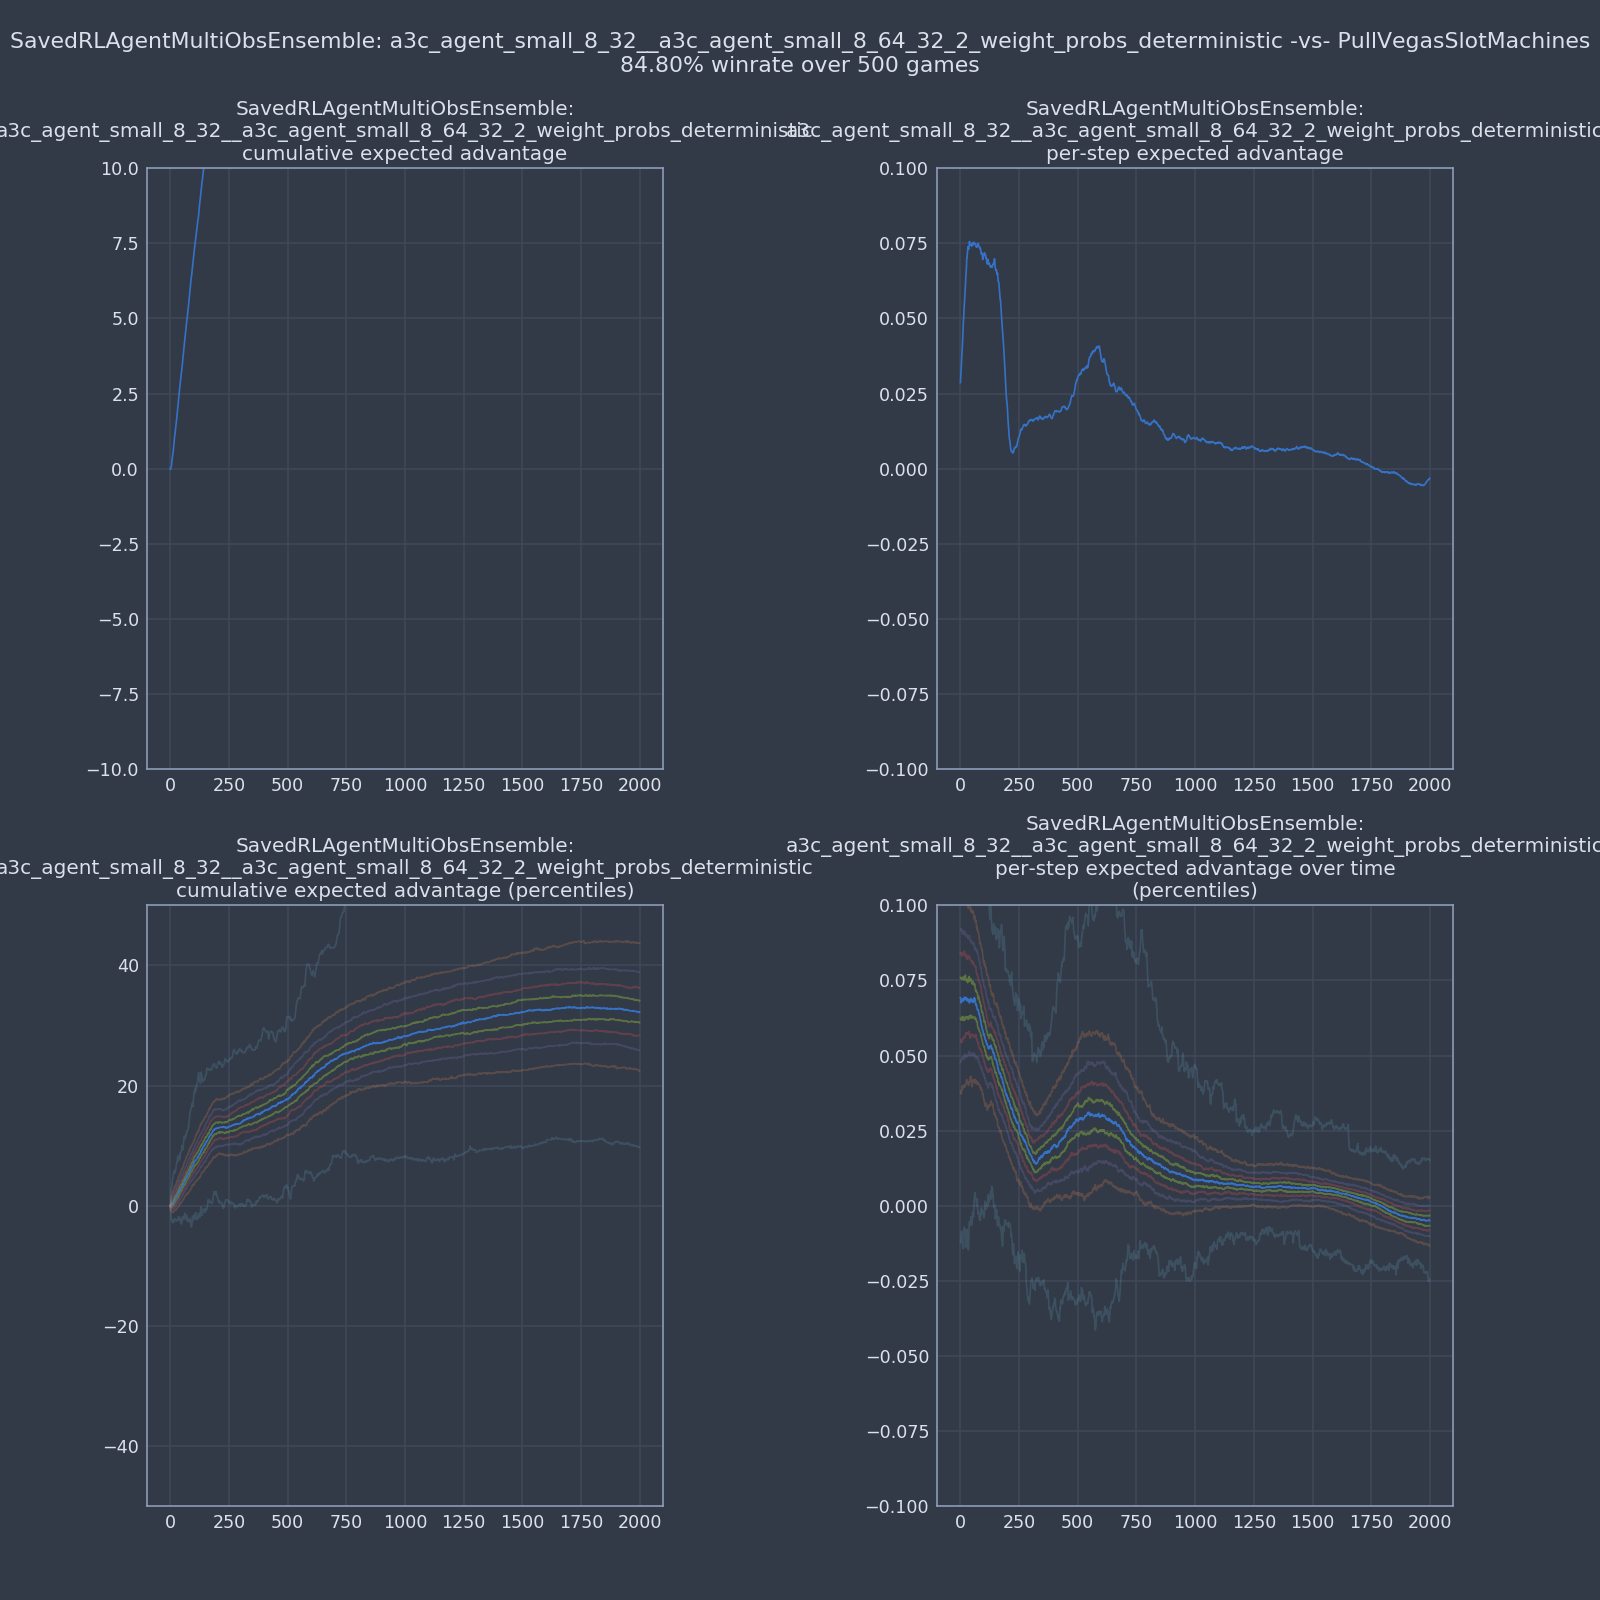 SavedRLAgentMultiObsEnsemble: a3c_agent_small_8_32__a3c_agent_small_8_64_32_2_weight_probs_deterministic -vs- PullVegasSlotMachines
84.80% winrate over 500 games
SavedRLAgentMultiObsEnsemble:
a3c_agent_small_8_32__a3c_agent_small_8_64_32_2_weight_probs_deterministic
cumulative expected advantage
10.0
7.5
5.0
2.5
0.0
−2.5
−5.0
−7.5
−10.0
0 250 500 750 1000 1250 1500 1750 2000
SavedRLAgentMultiObsEnsemble:
a3c_agent_small_8_32__a3c_agent_small_8_64_32_2_weight_probs_deterministic
per-step expected advantage
0.100
0.075
0.050
0.025
0.000
−0.025
−0.050
−0.075
−0.100
0 250 500 750 1000 1250 1500 1750 2000
SavedRLAgentMultiObsEnsemble:
a3c_agent_small_8_32__a3c_agent_small_8_64_32_2_weight_probs_deterministic
cumulative expected advantage (percentiles)
40
20
0
−20
−40
0 250 500 750 1000 1250 1500 1750 2000
SavedRLAgentMultiObsEnsemble:
a3c_agent_small_8_32__a3c_agent_small_8_64_32_2_weight_probs_deterministic
per-step expected advantage over time
(percentiles)
0.100
0.075
0.050
0.025
0.000
−0.025
−0.050
−0.075
−0.100
0 250 500 750 1000 1250 1500 1750 2000